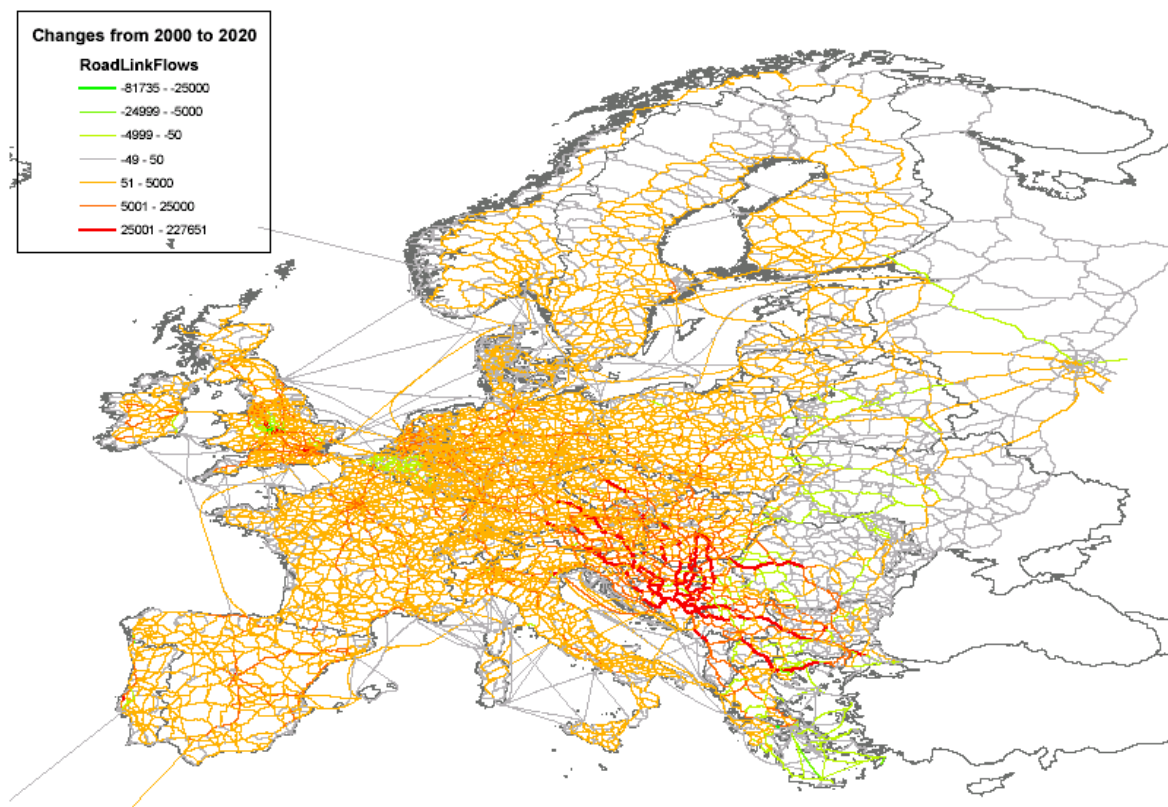 Changes from 2000 to 2020
RoadLinkFlows
-81735 - -25000
-24999 - -5000
-4999 - -50
-49 - 50
51 - 5000
5001 - 25000
25001 - 227651